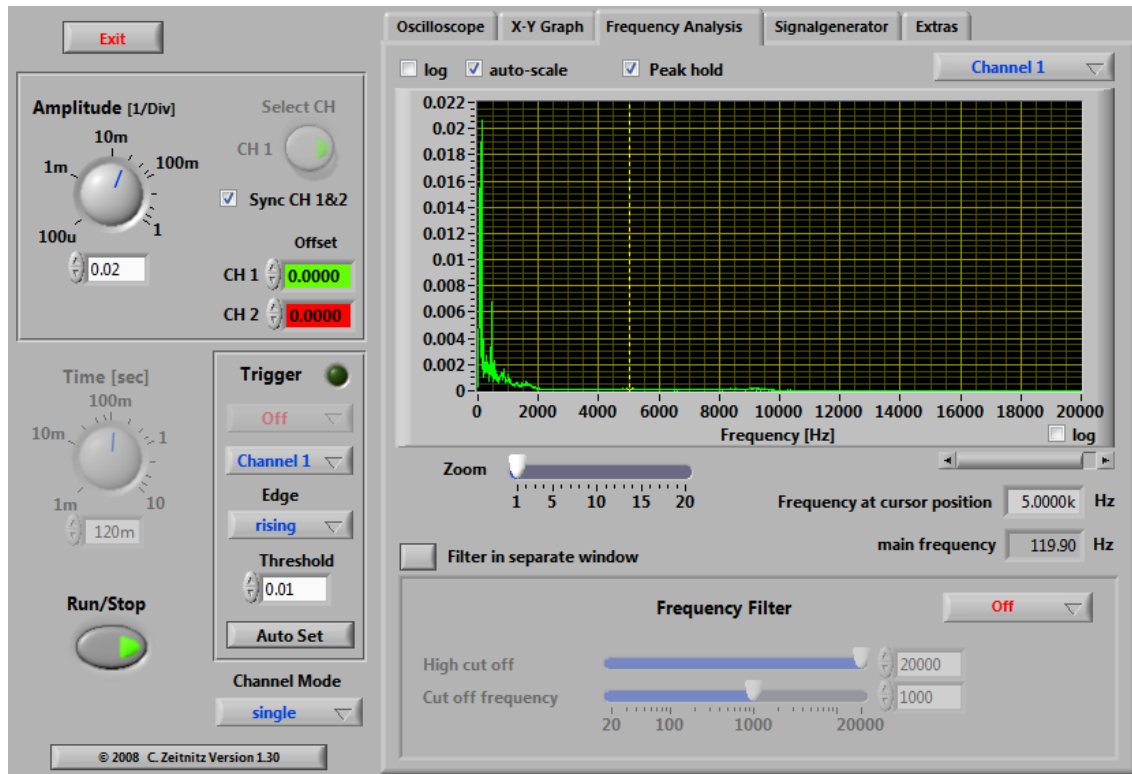 Exit
Amplitude [1/Div]
10m
1m
100m
100u
1
0.02
Select CH
CH 1
Sync CH 1&2
Offset
CH 1 0.0000
CH 2 0.0000
Time [sec]
100m
10m
1
1m
10
120m
Trigger
Off
Channel 1
Edge
rising
Threshold
0.01
Auto Set
Run/Stop
Channel Mode
single
© 2008 C. Zeitnitz Version 1.30
Oscilloscope X-Y Graph Frequency Analysis Signalgenerator Extras
log auto-scale Peak hold Channel 1
0.022
0.02
0.018
0.016
0.014
0.012
0.01
0.008
0.006
0.004
0.002
0
0 2000 4000 6000 8000 10000 12000 14000 16000 18000 20000
Frequency [Hz]
log
Zoom
1 5 10 15 20
Frequency at cursor position 5.0000k Hz
main frequency 119.90 Hz
Filter in separate window
Frequency Filter Off
High cut off 20000
Cut off frequency 1000
20 100 1000 20000